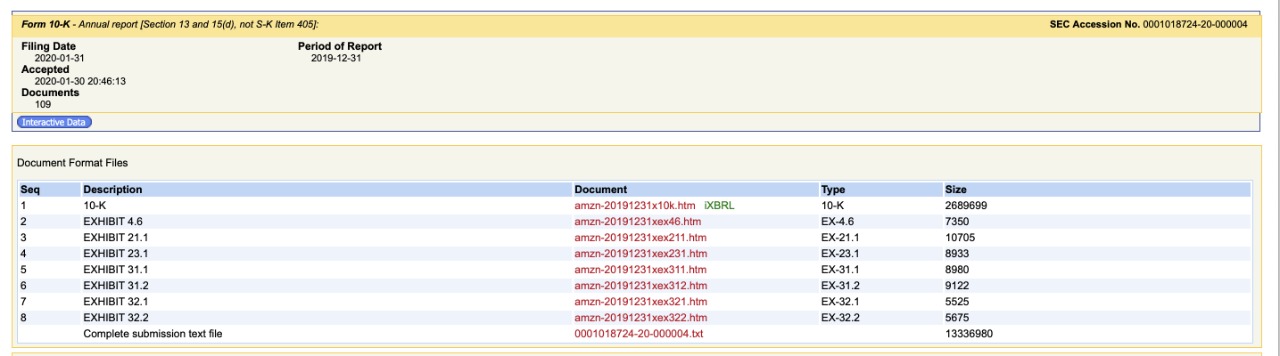 Form 10-K - Annual report [Section 13 and 15(d), not S-K Item 405]: SEC Accession No. 0001018724-20-000004
Filing Date Period of Report
2020-01-31 2019-12-31
Accepted
2020-01-30 20:46:13
Documents
109
Interactive Data
Document Format Files
Seq Description Document Type Size
1 10-K amzn-20191231x10k.htm iXBRL 10-K 2689699
2 EXHIBIT 4.6 amzn-20191231xex46.htm EX-4.6 7350
3 EXHIBIT 21.1 amzn-20191231xex211.htm EX-21.1 10705
4 EXHIBIT 23.1 amzn-20191231xex231.htm EX-23.1 8933
5 EXHIBIT 31.1 amzn-20191231xex311.htm EX-31.1 8980
6 EXHIBIT 31.2 amzn-20191231xex312.htm EX-31.2 9122
7 EXHIBIT 32.1 amzn-20191231xex321.htm EX-32.1 5525
8 EXHIBIT 32.2 amzn-20191231xex322.htm EX-32.2 5675
Complete submission text file 0001018724-20-000004.txt 13336980